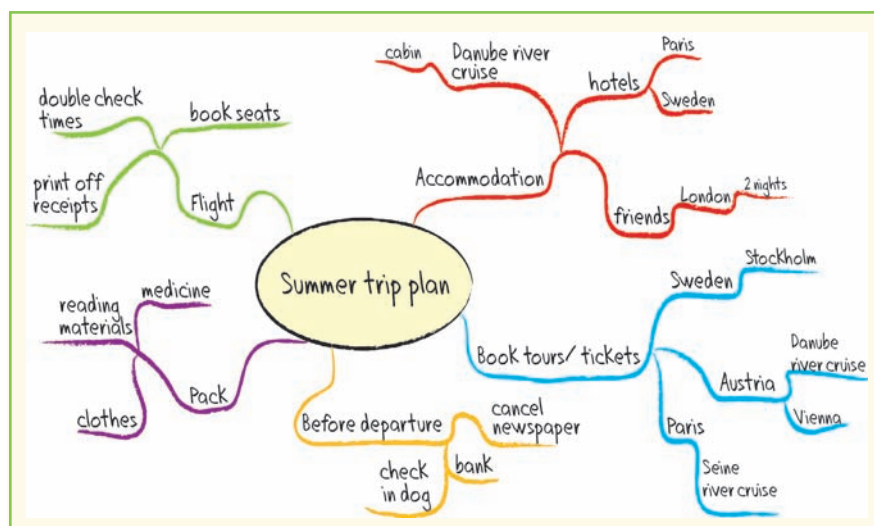 Summer trip plan
Flight
book seats
double check
times
print off
receipts
Accommodation
Danube river
cruise
cabin
hotels
Paris
Sweden
friends
London
2 nights
Book tours/tickets
Sweden
Stockholm
Austria
Danube
river cruise
Vienna
Paris
Seine
river cruise
Before departure
cancel
newspaper
bank
check
in dog
Pack
medicine
reading
materials
clothes